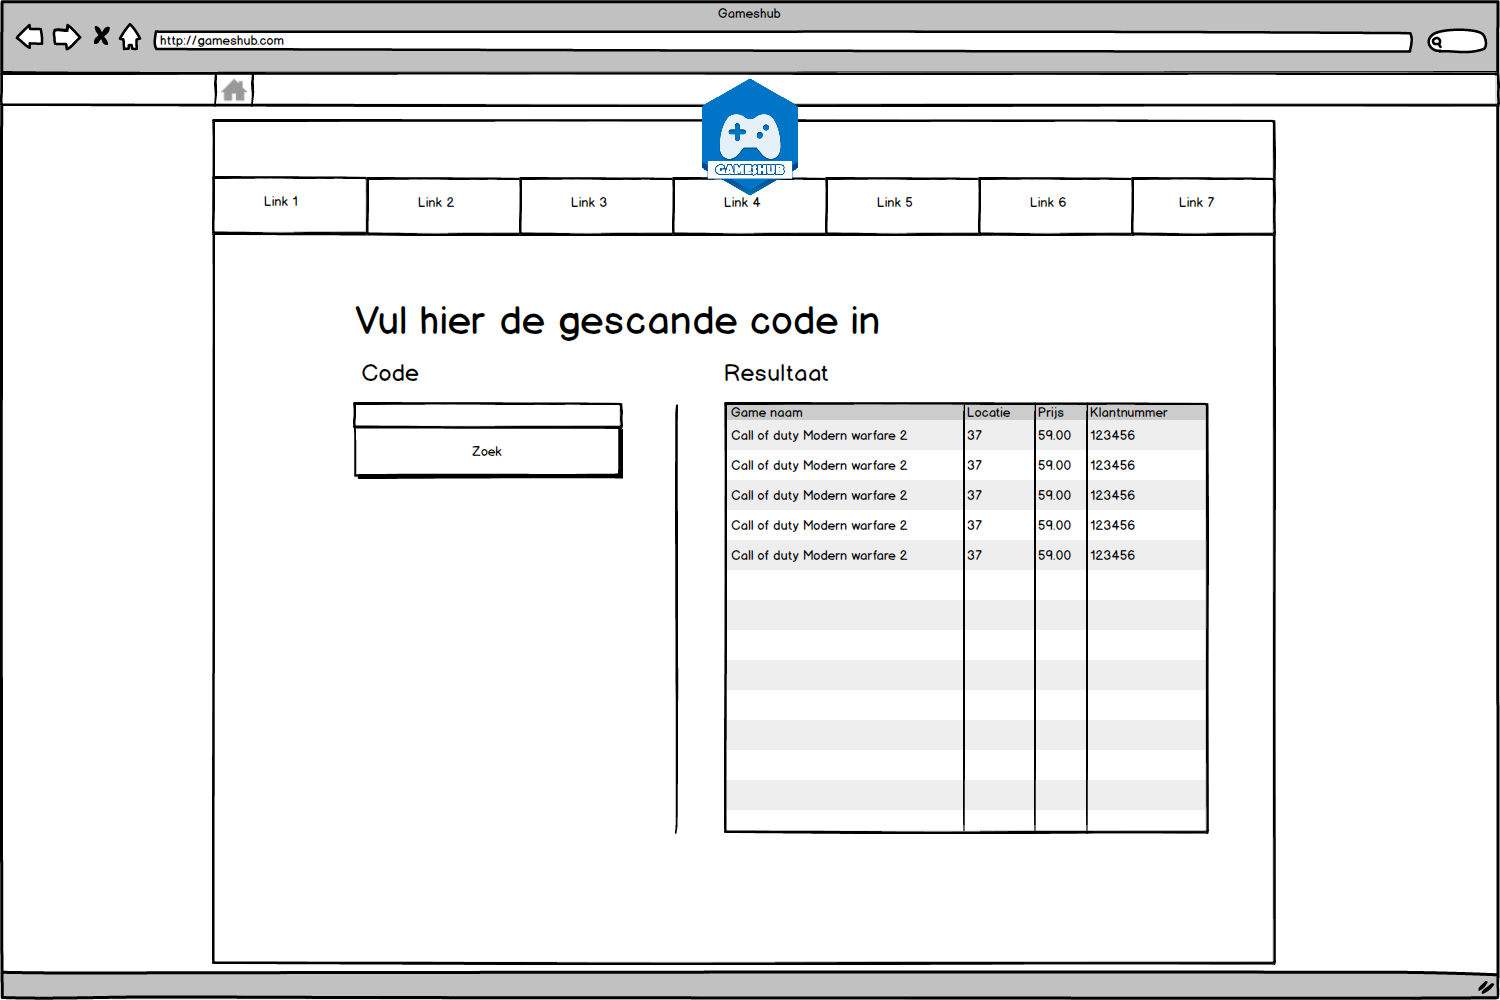 Gameshub
http://gameshub.com
GAMESHUB
Link 1 Link 2 Link 3 Link 4 Link 5 Link 6 Link 7
Vul hier de gescande code in
Code
Zoek
Resultaat
Game naam Locatie Prijs Klantnummer
Call of duty Modern warfare 2 37 59.00 123456
Call of duty Modern warfare 2 37 59.00 123456
Call of duty Modern warfare 2 37 59.00 123456
Call of duty Modern warfare 2 37 59.00 123456
Call of duty Modern warfare 2 37 59.00 123456